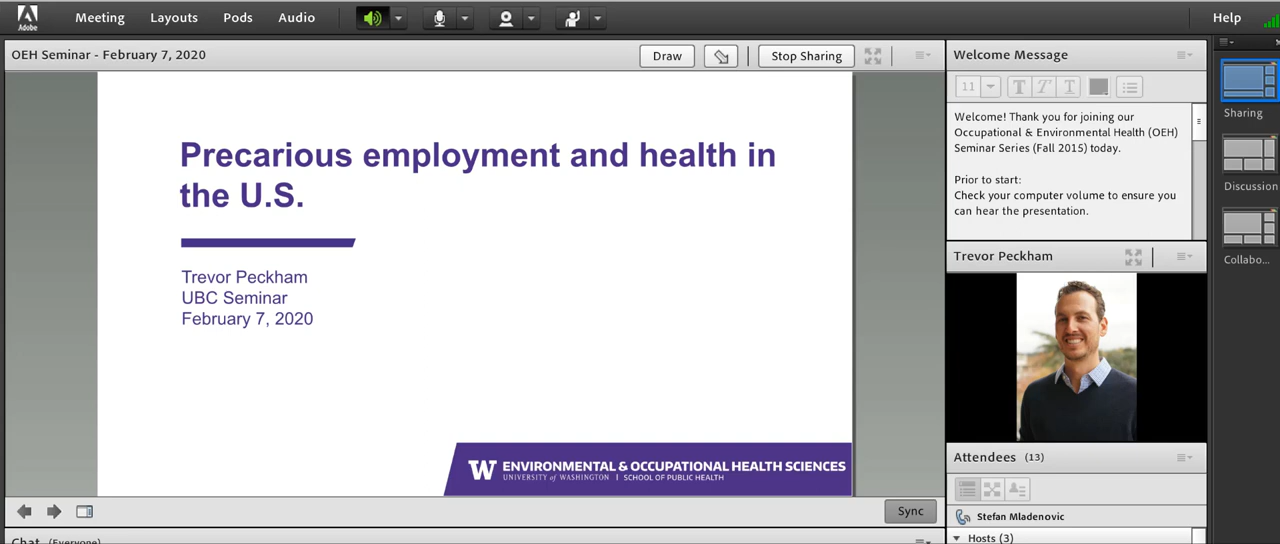 Meeting Layouts Pods Audio Help
Adobe
OEH Seminar - February 7, 2020 Draw Stop Sharing
Precarious employment and health in
the U.S.
Trevor Peckham
UBC Seminar
February 7, 2020
W ENVIRONMENTAL & OCCUPATIONAL HEALTH SCIENCES
UNIVERSITY of WASHINGTON | SCHOOL OF PUBLIC HEALTH
Sync
Chat (Everyone)
Welcome Message
11 T T T
Welcome! Thank you for joining our
Occupational & Environmental Health (OEH)
Seminar Series (Fall 2015) today.
Prior to start:
Check your computer volume to ensure you
can hear the presentation.
Trevor Peckham
Attendees (13)
Stefan Mladenovic
Hosts (3)
Sharing
Discussion
Collabo...